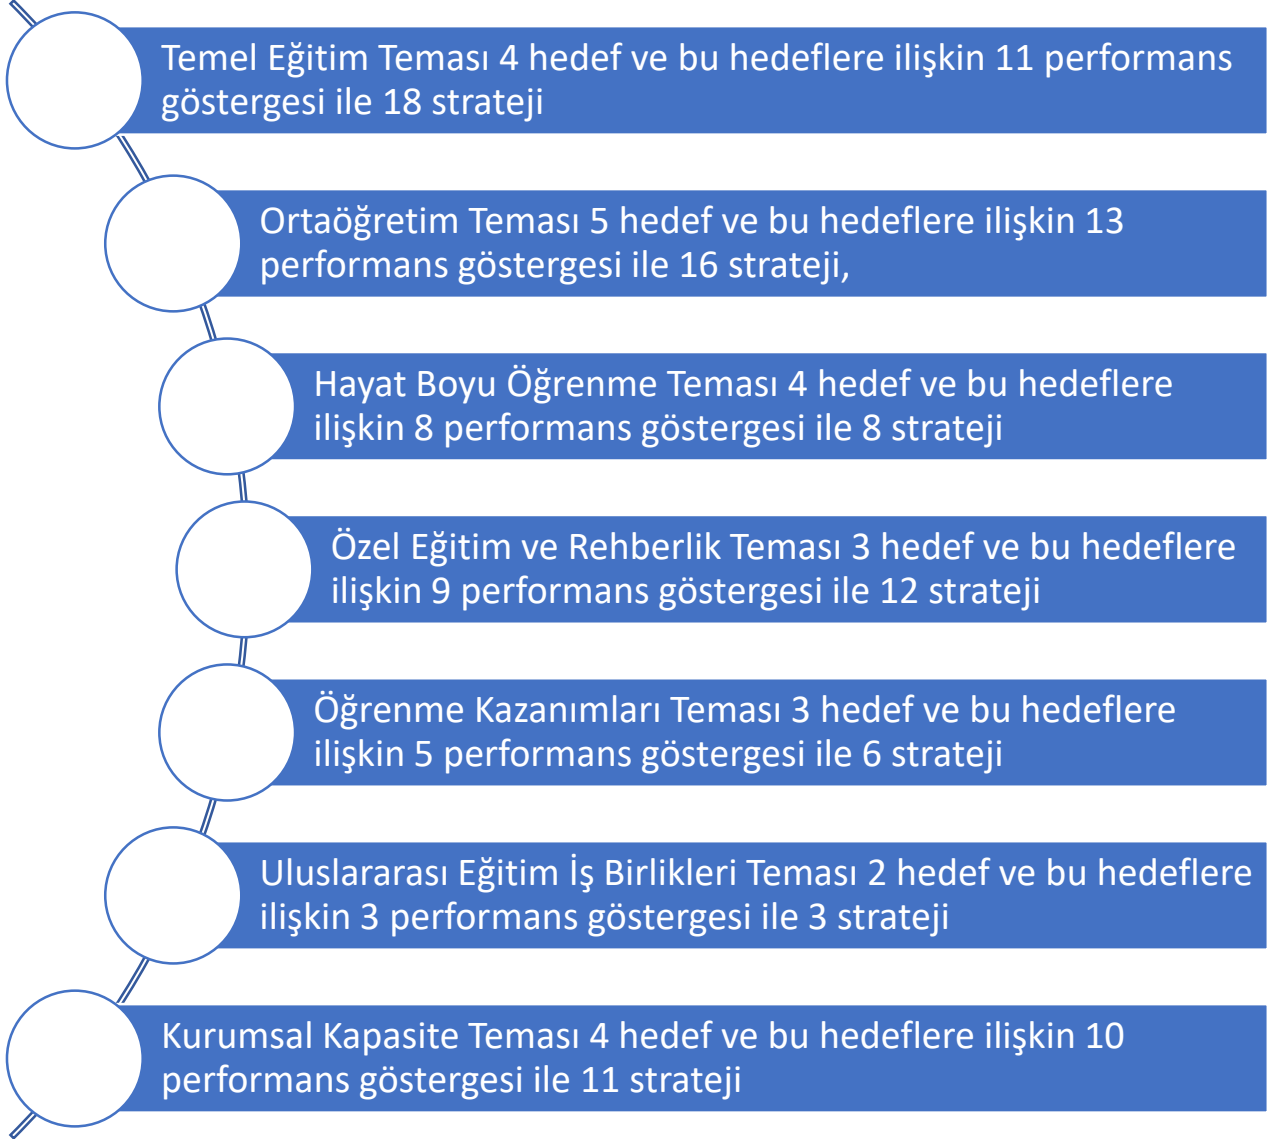 Temel Eğitim Teması 4 hedef ve bu hedeflere ilişkin 11 performans
göstergesi ile 18 strateji
Ortaöğretim Teması 5 hedef ve bu hedeflere ilişkin 13
performans göstergesi ile 16 strateji,
Hayat Boyu Öğrenme Teması 4 hedef ve bu hedeflere
ilişkin 8 performans göstergesi ile 8 strateji
Özel Eğitim ve Rehberlik Teması 3 hedef ve bu hedeflere
ilişkin 9 performans göstergesi ile 12 strateji
Öğrenme Kazanımları Teması 3 hedef ve bu hedeflere
ilişkin 5 performans göstergesi ile 6 strateji
Uluslararası Eğitim İş Birlikleri Teması 2 hedef ve bu hedeflere
ilişkin 3 performans göstergesi ile 3 strateji
Kurumsal Kapasite Teması 4 hedef ve bu hedeflere ilişkin 10
performans göstergesi ile 11 strateji